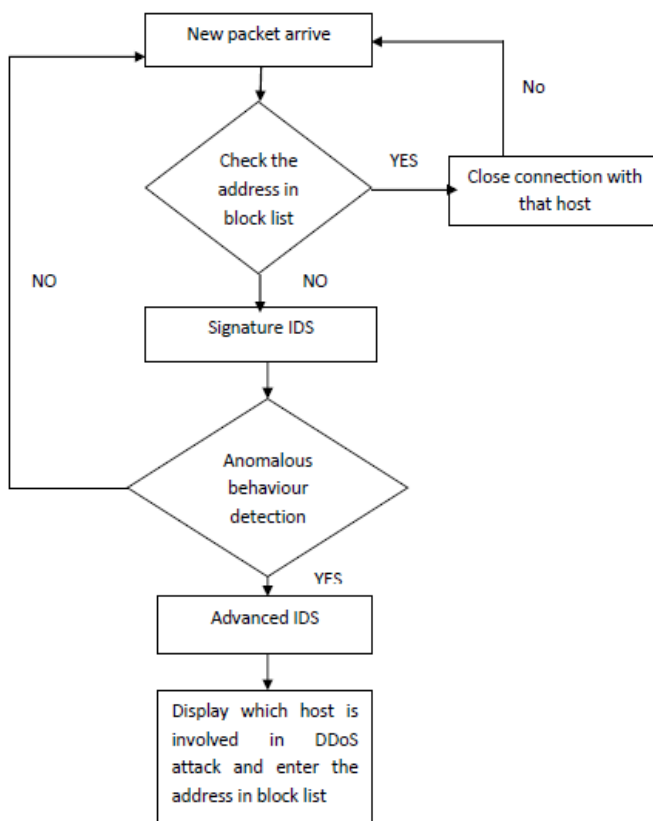 New packet arrive
No
Check the
address in
block list
YES
Close connection with
that host
NO
NO
Signature IDS
Anomalous
behaviour
detection
YES
Advanced IDS
Display which host is
involved in DDoS
attack and enter the
address in block list